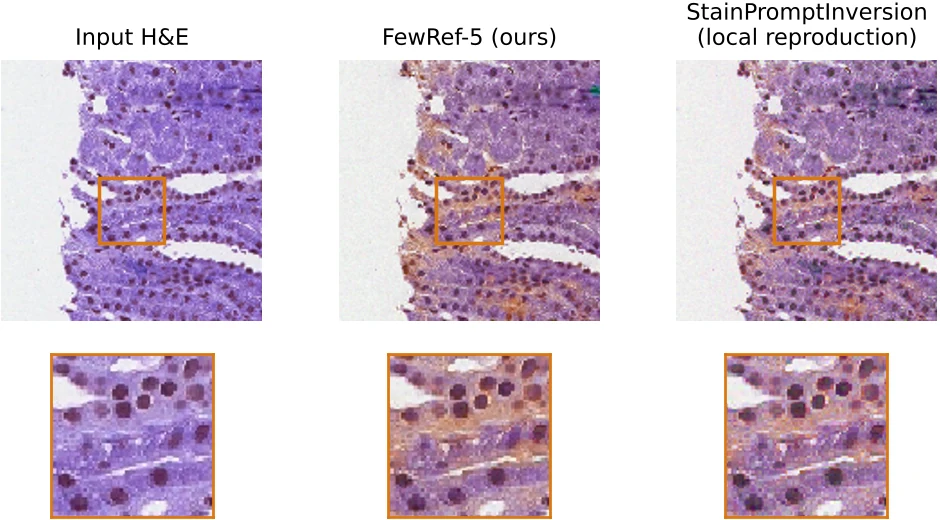 Input H&E
FewRef-5 (ours)
StainPromptInversion
(local reproduction)